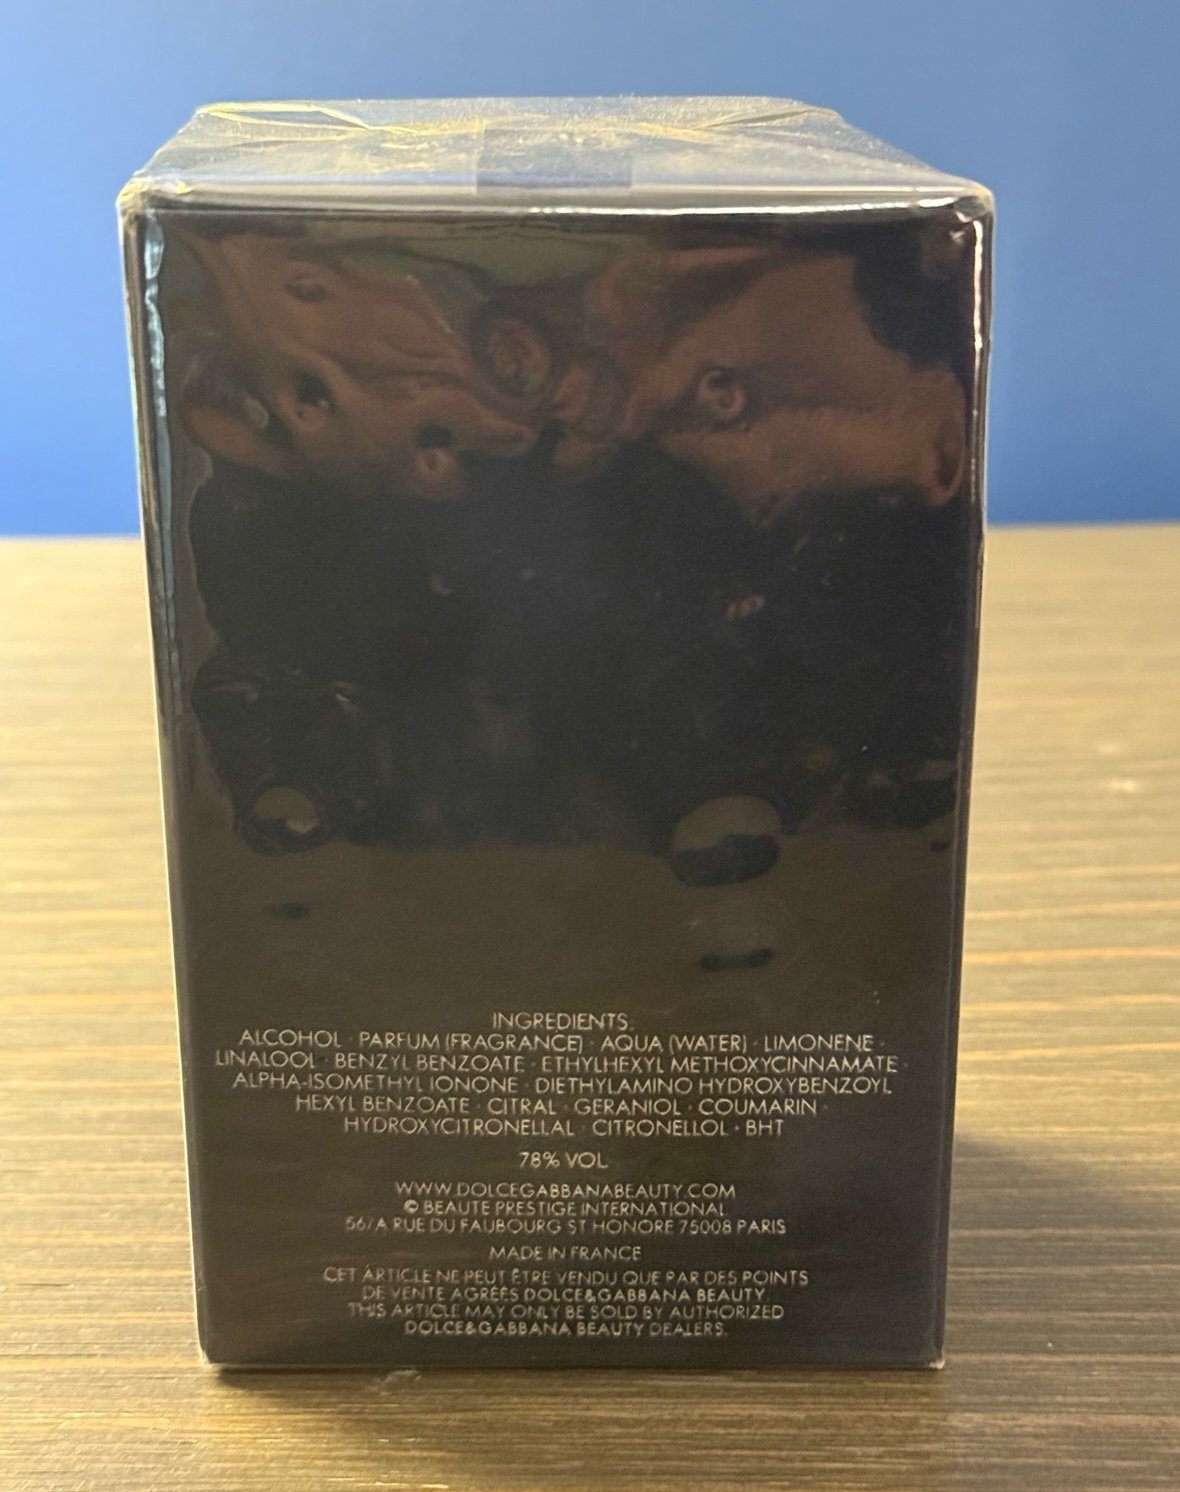 INGREDIENTS:
ALCOHOL · PARFUM (FRAGRANCE) · AQUA (WATER) · LIMONENE ·
LINALOOL · BENZYL BENZOATE · ETHYLHEXYL METHOXYCINNAMATE ·
ALPHA-ISOMETHYL IONONE · DIETHYLAMINO HYDROXYBENZOYL
HEXYL BENZOATE · CITRAL · GERANIOL · COUMARIN ·
HYDROXYCITRONELLAL · CITRONELLOL · BHT
78% VOL
WWW.DOLCEGABBANABEAUTY.COM
© BEAUTE PRESTIGE INTERNATIONAL
56/A RUE DU FAUBOURG ST HONORE 75008 PARIS
MADE IN FRANCE
CET ARTICLE NE PEUT ÊTRE VENDU QUE PAR DES POINTS
DE VENTE AGRÉÉS DOLCE&GABBANA BEAUTY.
THIS ARTICLE MAY ONLY BE SOLD BY AUTHORIZED
DOLCE&GABBANA BEAUTY DEALERS.